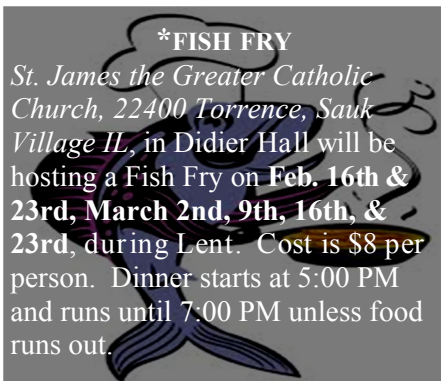 *FISH FRY
St. James the Greater Catholic
Church, 22400 Torrence, Sauk
Village IL, in Didier Hall will be
hosting a Fish Fry on Feb. 16th &
23rd, March 2nd, 9th, 16th, &
23rd, during Lent.  Cost is $8 per
person.  Dinner starts at 5:00 PM
and runs until 7:00 PM unless food
runs out.